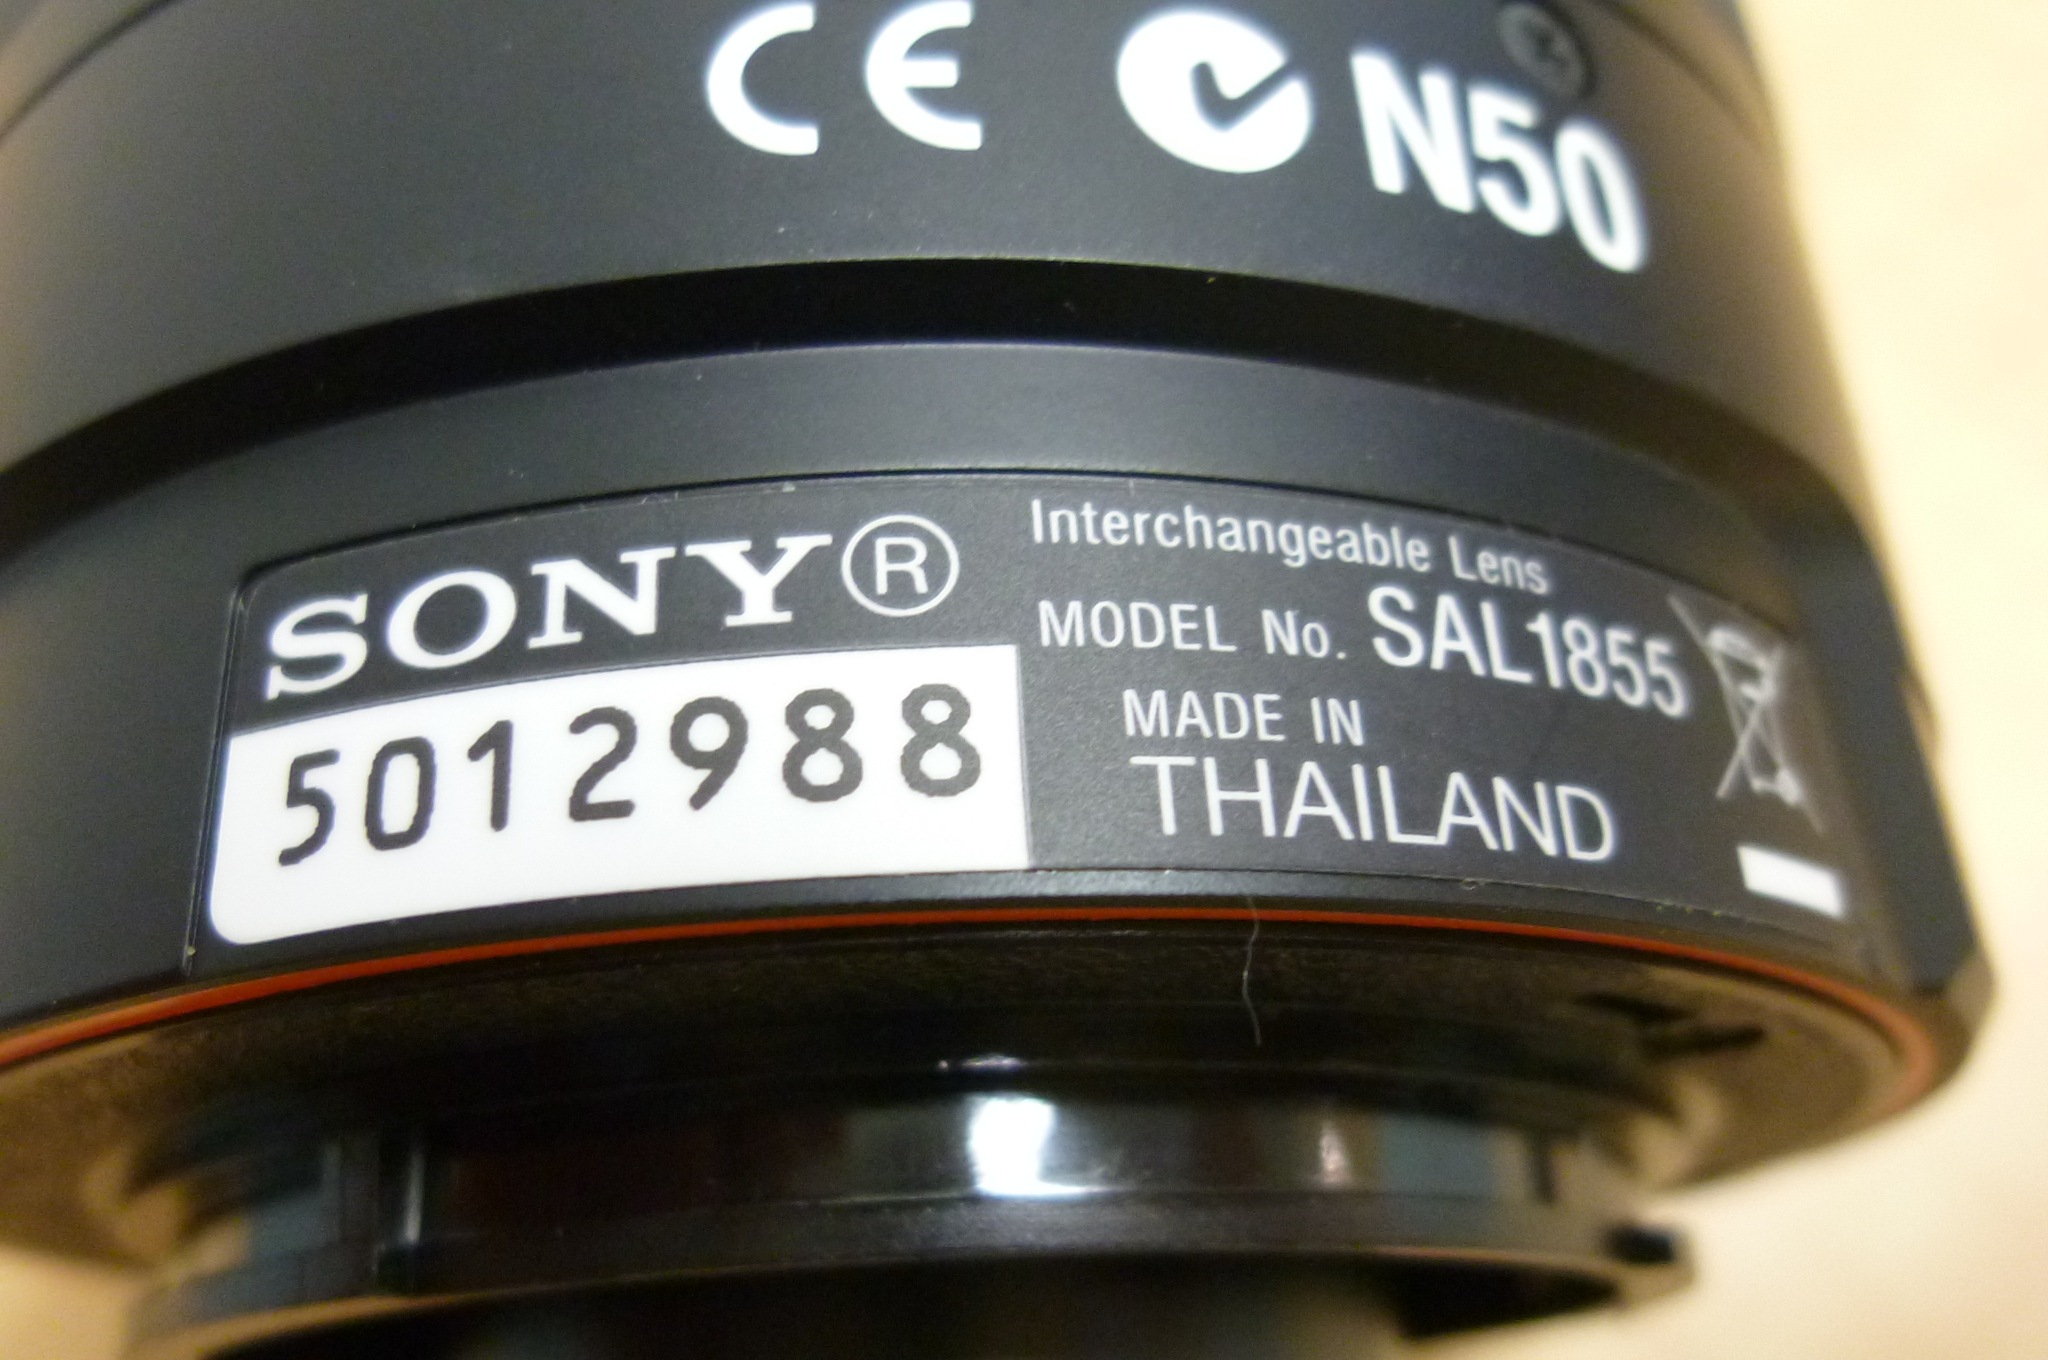 CE N50
SONY®
5012988
Interchangeable Lens
MODEL No. SAL1855
MADE IN
THAILAND